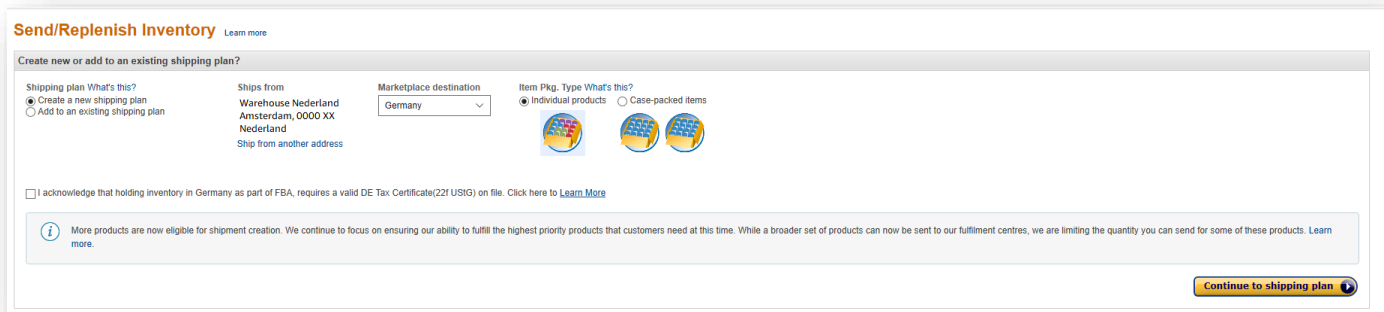 Send/Replenish Inventory Learn more
Create new or add to an existing shipping plan?
Shipping plan What's this?
Create a new shipping plan
Add to an existing shipping plan
Ships from
Warehouse Nederland
Amsterdam, 0000 XX
Nederland
Ship from another address
Marketplace destination
Germany
Item Pkg. Type What's this?
Individual products Case-packed items
I acknowledge that holding inventory in Germany as part of FBA, requires a valid DE Tax Certificate(22f UStG) on file. Click here to Learn More
More products are now eligible for shipment creation. We continue to focus on ensuring our ability to fulfill the highest priority products that customers need at this time. While a broader set of products can now be sent to our fulfilment centres, we are limiting the quantity you can send for some of these products. Learn
more.
Continue to shipping plan